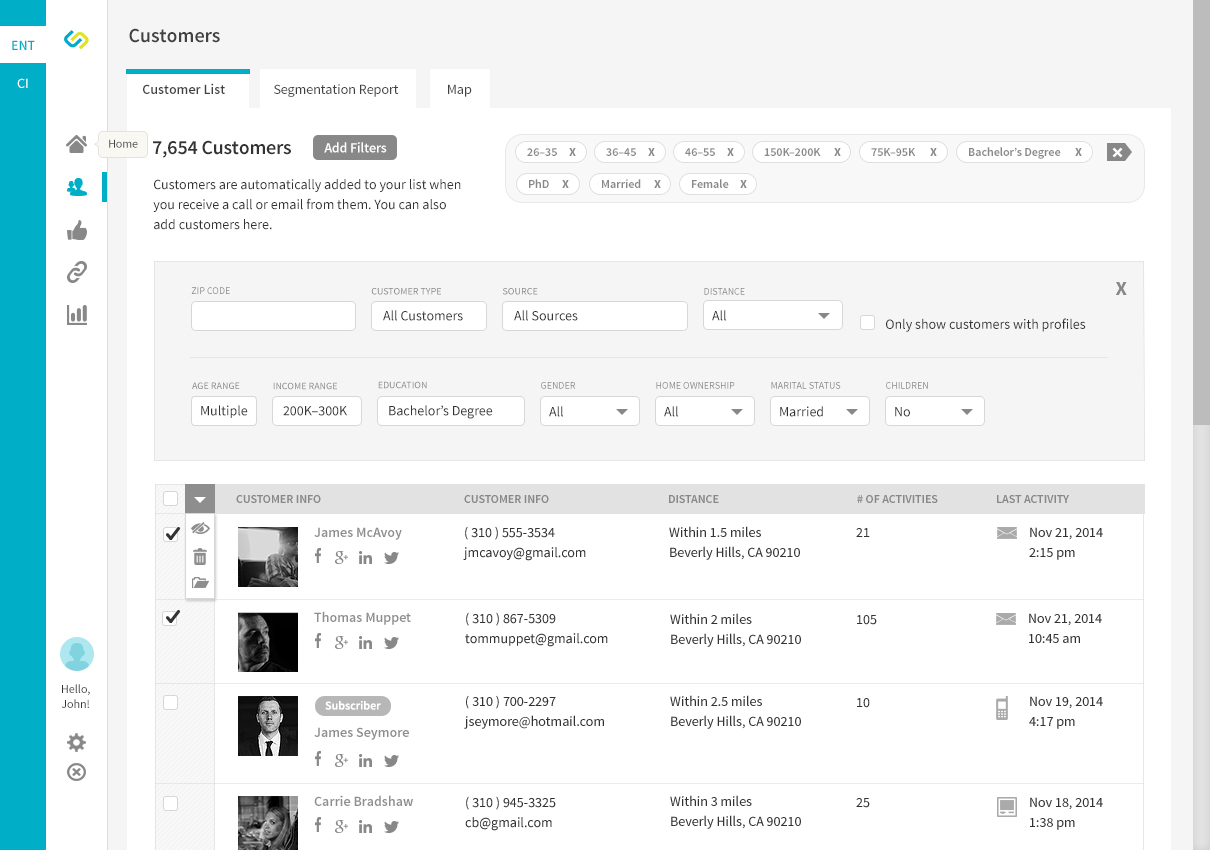 ENT
CI
Home
Hello,
John!
Customers
Customer List
Segmentation Report
Map
7,654 Customers
Add Filters
Customers are automatically added to your list when
you receive a call or email from them. You can also
add customers here.
26–35 X 36–45 X 46–55 X 150K–200K X 75K–95K X Bachelor's Degree X X
PhD X Married X Female X
X
ZIP CODE CUSTOMER TYPE SOURCE DISTANCE
All Customers All Sources All Only show customers with profiles
AGE RANGE INCOME RANGE EDUCATION GENDER HOME OWNERSHIP MARITAL STATUS CHILDREN
Multiple 200K–300K Bachelor's Degree All All Married No
CUSTOMER INFO CUSTOMER INFO DISTANCE # OF ACTIVITIES LAST ACTIVITY
James McAvoy ( 310 ) 555-3534 Within 1.5 miles 21 Nov 21, 2014
f g+ in jmcavoy@gmail.com Beverly Hills, CA 90210 2:15 pm
Thomas Muppet ( 310 ) 867-5309 Within 2 miles 105 Nov 21, 2014
f g+ in tommuppet@gmail.com Beverly Hills, CA 90210 10:45 am
Subscriber ( 310 ) 700-2297 Within 2.5 miles 10 Nov 19, 2014
James Seymore jseymore@hotmail.com Beverly Hills, CA 90210 4:17 pm
f g+ in
Carrie Bradshaw ( 310 ) 945-3325 Within 3 miles 25 Nov 18, 2014
f g+ in cb@gmail.com Beverly Hills, CA 90210 1:38 pm